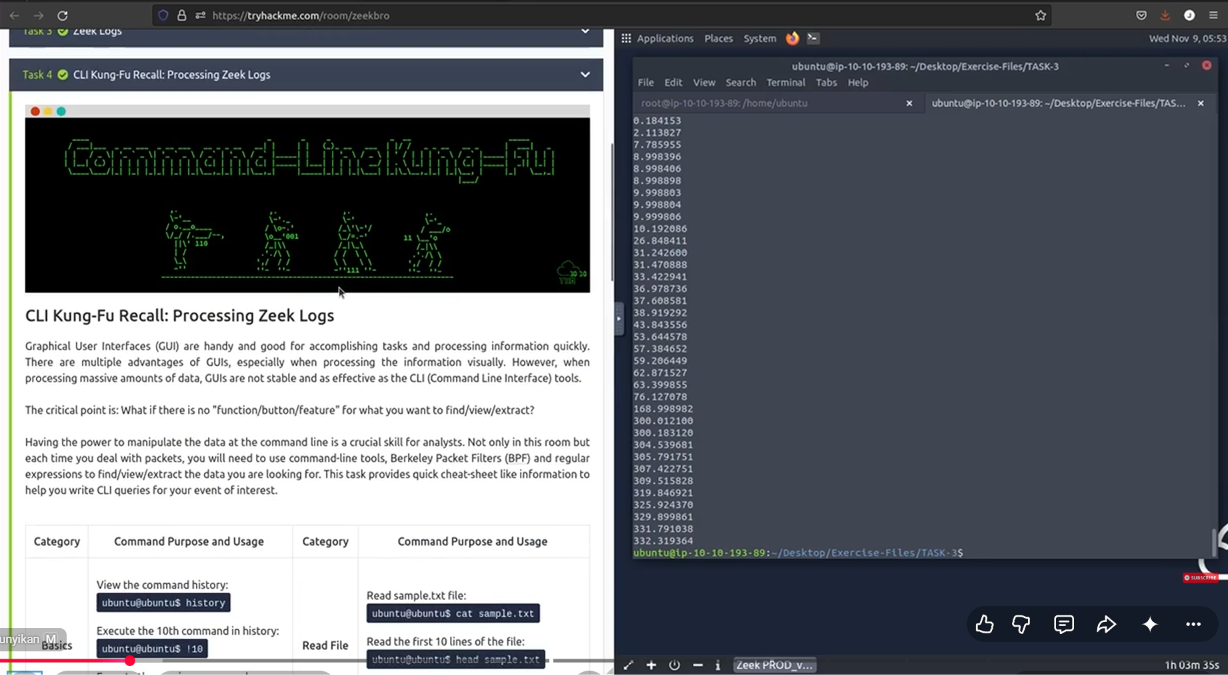 https://tryhackme.com/room/zeekbro
Task 3 Zeek Logs
Task 4 CLI Kung-Fu Recall: Processing Zeek Logs
Command-Line Kung-Fu
CLI Kung-Fu Recall: Processing Zeek Logs
Graphical User Interfaces (GUI) are handy and good for accomplishing tasks and processing information quickly.
There are multiple advantages of GUIs, especially when processing the information visually. However, when
processing massive amounts of data, GUIs are not stable and as effective as the CLI (Command Line Interface) tools.
The critical point is: What if there is no "function/button/feature" for what you want to find/view/extract?
Having the power to manipulate the data at the command line is a crucial skill for analysts. Not only in this room but
each time you deal with packets, you will need to use command-line tools, Berkeley Packet Filters (BPF) and regular
expressions to find/view/extract the data you are looking for. This task provides quick cheat-sheet like information to
help you write CLI queries for your event of interest.
Category Command Purpose and Usage Category Command Purpose and Usage
Basics
View the command history:
ubuntu@ubuntu$ history
Execute the 10th command in history:
ubuntu@ubuntu$ !10
Read File
Read sample.txt file:
ubuntu@ubuntu$ cat sample.txt
Read the first 10 lines of the file:
ubuntu@ubuntu$ head sample.txt
unyikan_M
Applications Places System Wed Nov 9, 05:53
ubuntu@ip-10-10-193-89: ~/Desktop/Exercise-Files/TASK-3
File Edit View Search Terminal Tabs Help
root@ip-10-10-193-89: /home/ubuntu
ubuntu@ip-10-10-193-89: ~/Desktop/Exercise-Files/TAS...
0.184153
2.113827
7.785955
8.998396
8.998406
8.998898
9.998803
9.998804
9.999806
10.192086
26.848411
31.242600
31.470888
33.422941
36.978736
37.608581
38.919292
43.843556
53.644578
57.384652
59.206449
62.871527
63.399855
76.127078
168.998982
300.012100
300.183120
304.539681
305.791751
307.422751
309.515828
319.846921
325.924370
329.899861
331.791038
332.319364
ubuntu@ip-10-10-193-89:~/Desktop/Exercise-Files/TASK-3$
SUBSCRIBE
Zeek PROD_v...
1h 03m 35s